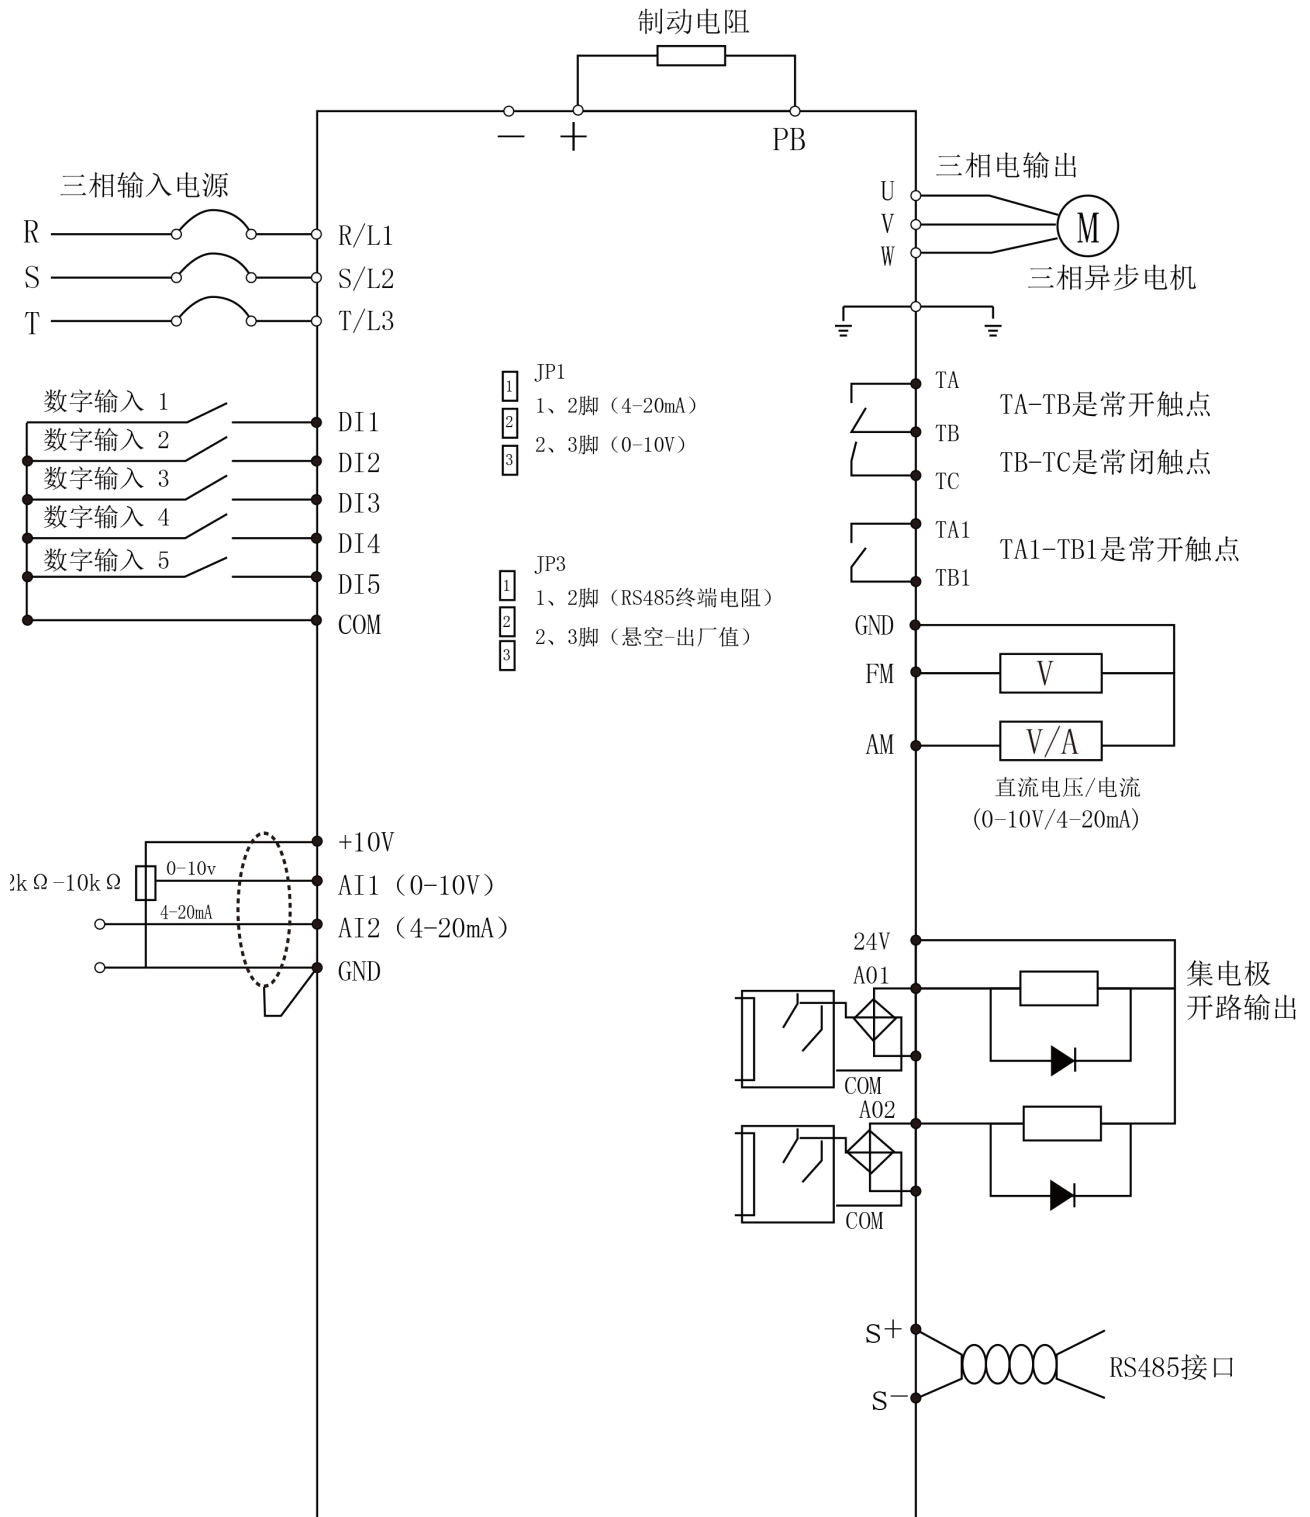 制动电阻
— + PB
三相输入电源
R
R/L1
S
S/L2
T
T/L3
三相电输出
U
V
W
M
三相异步电机
数字输入 1
DI1
数字输入 2
DI2
数字输入 3
DI3
数字输入 4
DI4
数字输入 5
DI5
COM
JP1
1
2
3
1、2脚（4-20mA）
2、3脚（0-10V）
JP3
1
2
3
1、2脚（RS485终端电阻）
2、3脚（悬空-出厂值）
TA
TB
TC
TA-TB是常开触点
TB-TC是常闭触点
TA1
TB1
TA1-TB1是常开触点
GND
FM
V
AM
V/A
直流电压/电流
(0-10V/4-20mA)
+10V
2kΩ-10kΩ
0-10v
AI1（0-10V）
4-20mA
AI2（4-20mA）
GND
24V
AO1
集电极
开路输出
COM
AO2
COM
S+
S-
RS485接口